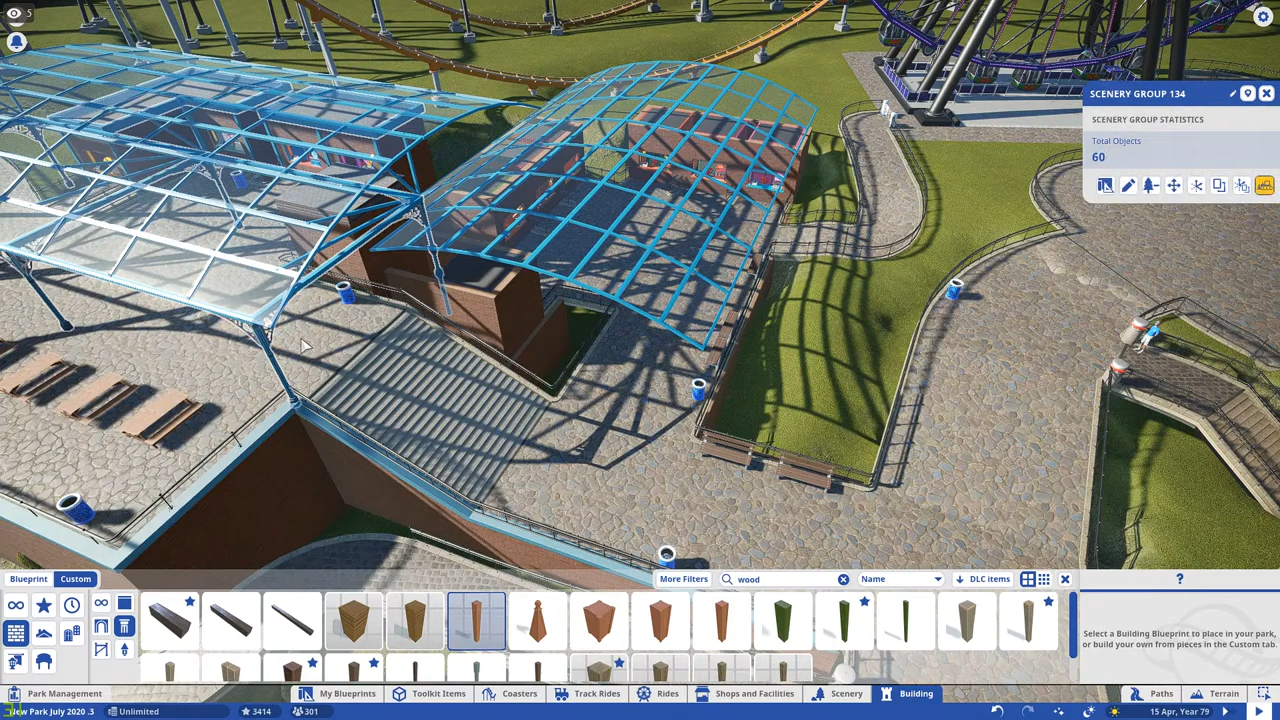 S
SCENERY GROUP 134
SCENERY GROUP STATISTICS
Total Objects
60
Blueprint
Custom
More Filters
wood
Name
DLC items
?
Select a Building Blueprint to place in your park,
or build your own from pieces in the Custom tab.
Park Management
My Blueprints
Toolkit Items
Coasters
Track Rides
Rides
Shops and Facilities
Scenery
Building
Paths
Terrain
New Park July 2020 .3
Unlimited
3414
301
15 Apr, Year 79